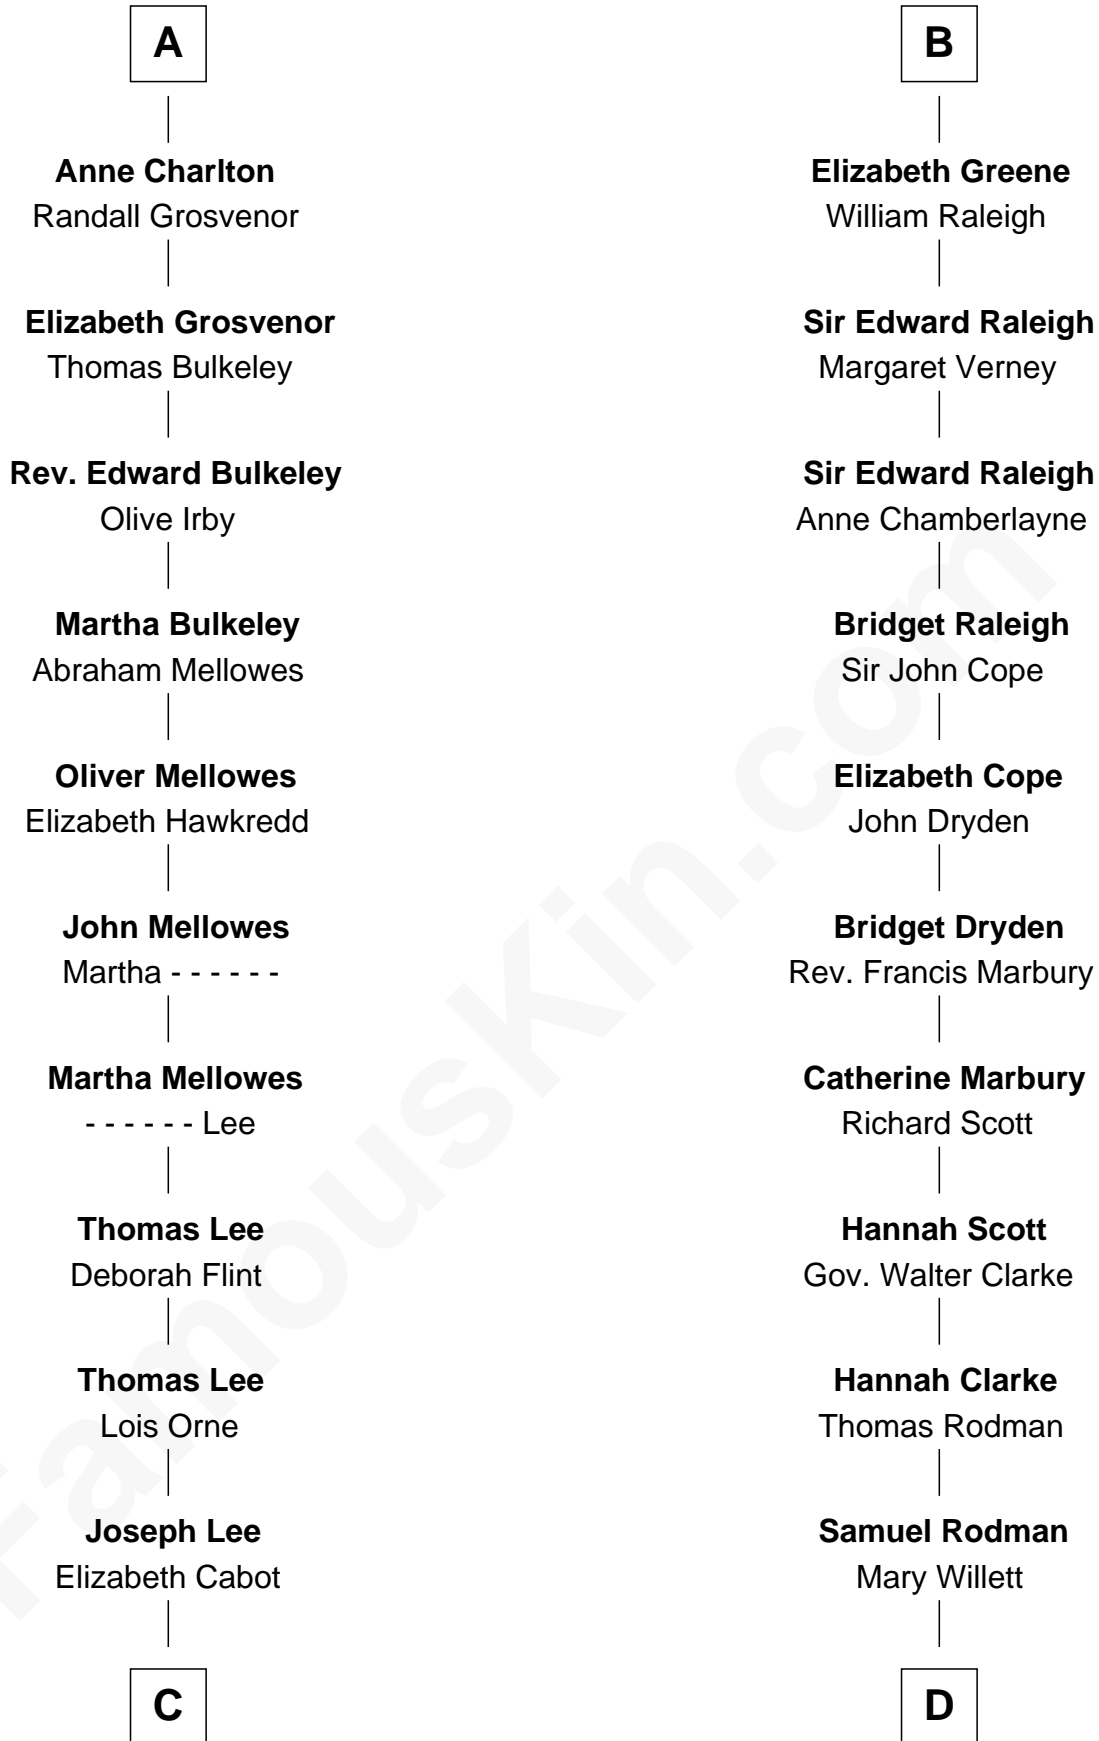 A
Anne Charlton
Randall Grosvenor
Elizabeth Grosvenor
Thomas Bulkeley
Rev. Edward Bulkeley
Olive Irby
Martha Bulkeley
Abraham Mellowes
Oliver Mellowes
Elizabeth Hawkredd
John Mellowes
Martha - - - - - -
Martha Mellowes
- - - - - - Lee
Thomas Lee
Deborah Flint
Thomas Lee
Lois Orne
Joseph Lee
Elizabeth Cabot
C
B
Elizabeth Greene
William Raleigh
Sir Edward Raleigh
Margaret Verney
Sir Edward Raleigh
Anne Chamberlayne
Bridget Raleigh
Sir John Cope
Elizabeth Cope
John Dryden
Bridget Dryden
Rev. Francis Marbury
Catherine Marbury
Richard Scott
Hannah Scott
Gov. Walter Clarke
Hannah Clarke
Thomas Rodman
Samuel Rodman
Mary Willett
D
FamousKin.com